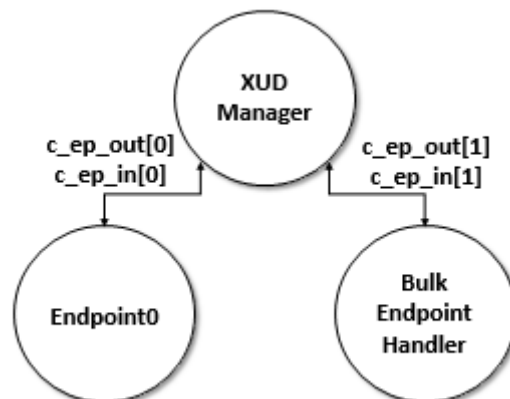 XUD
Manager
c_ep_out[0]
c_ep_in[0]
c_ep_out[1]
c_ep_in[1]
Endpoint0
Bulk
Endpoint
Handler